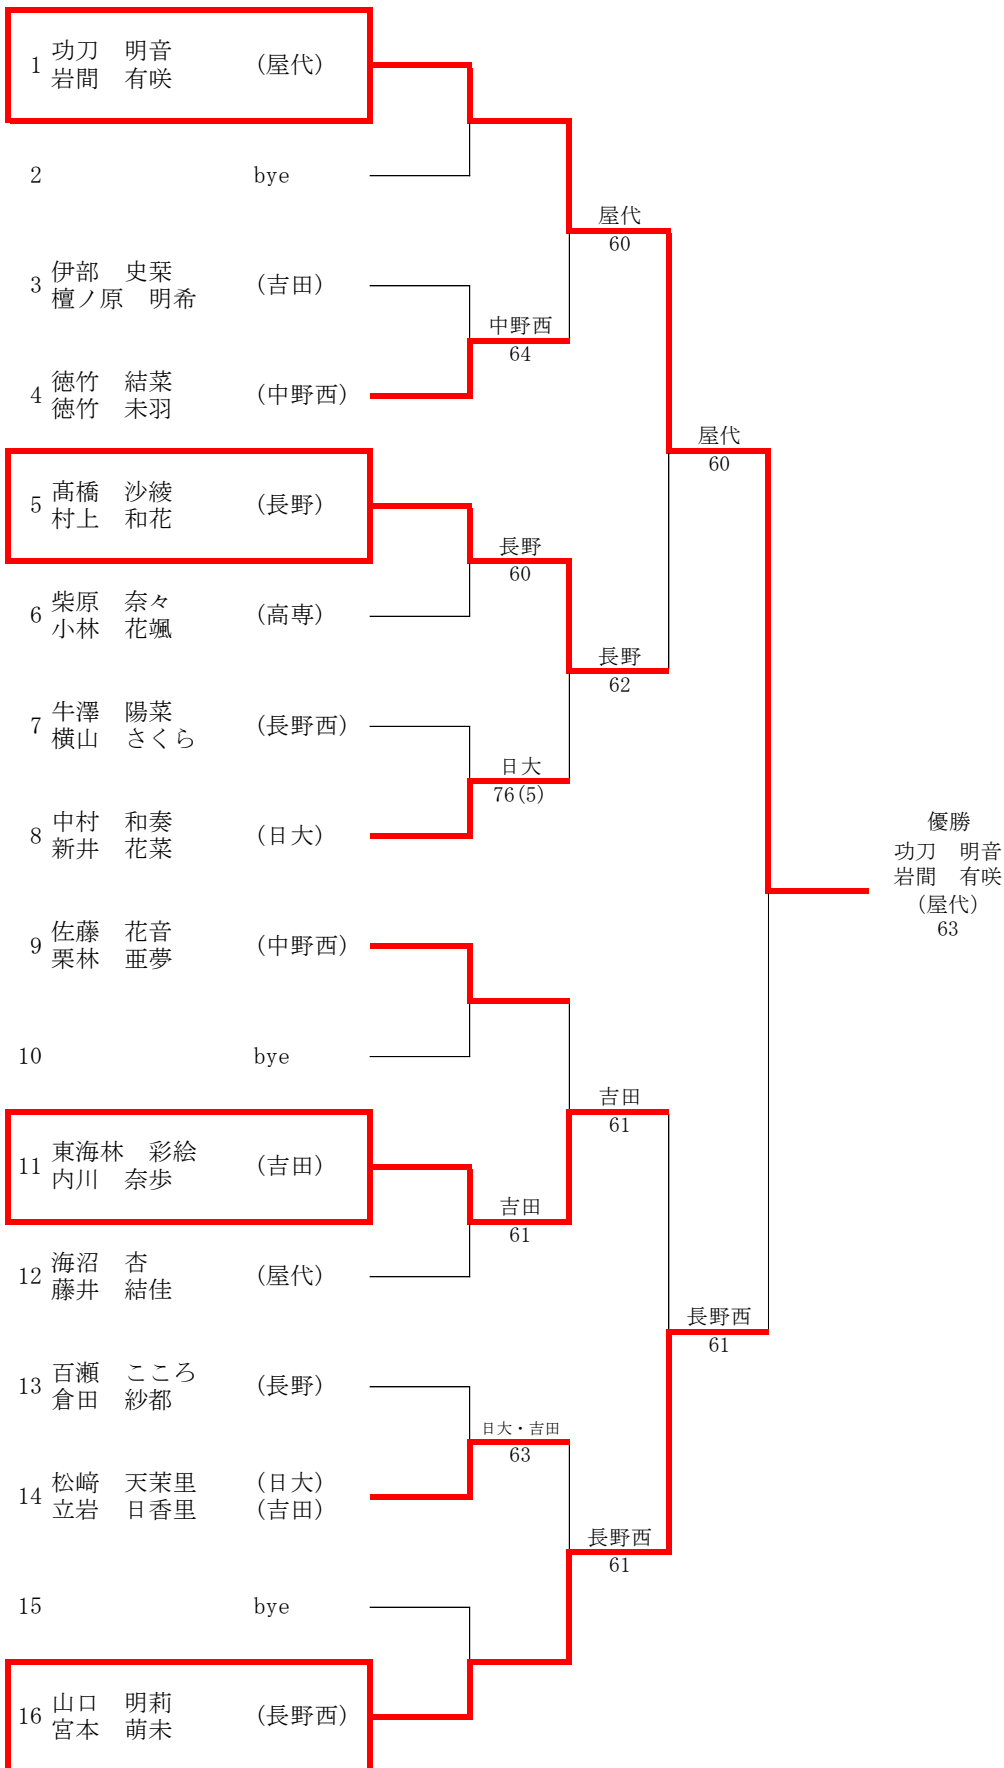 1 功刀　明音 (屋代)
岩間　有咲
2 bye
屋代
60
3 伊部　史栞 (吉田)
檀ノ原　明希
中野西
64
4 徳竹　結菜 (中野西)
徳竹　未羽
屋代
60
5 髙橋　沙綾 (長野)
村上　和花
長野
60
6 柴原　奈々 (高専)
小林　花颯
長野
62
7 牛澤　陽菜 (長野西)
横山　さくら
日大
76(5)
8 中村　和奏 (日大)
新井　花菜
優勝
功刀　明音
岩間　有咲
(屋代)
63
9 佐藤　花音 (中野西)
栗林　亜夢
10 bye
吉田
61
11 東海林　彩絵 (吉田)
内川　奈歩
吉田
61
12 海沼　杏 (屋代)
藤井　結佳
長野西
61
13 百瀬　こころ (長野)
倉田　紗都
日大・吉田
63
14 松﨑　天茉里 (日大)
立岩　日香里 (吉田)
長野西
61
15 bye
16 山口　明莉 (長野西)
宮本　萌未